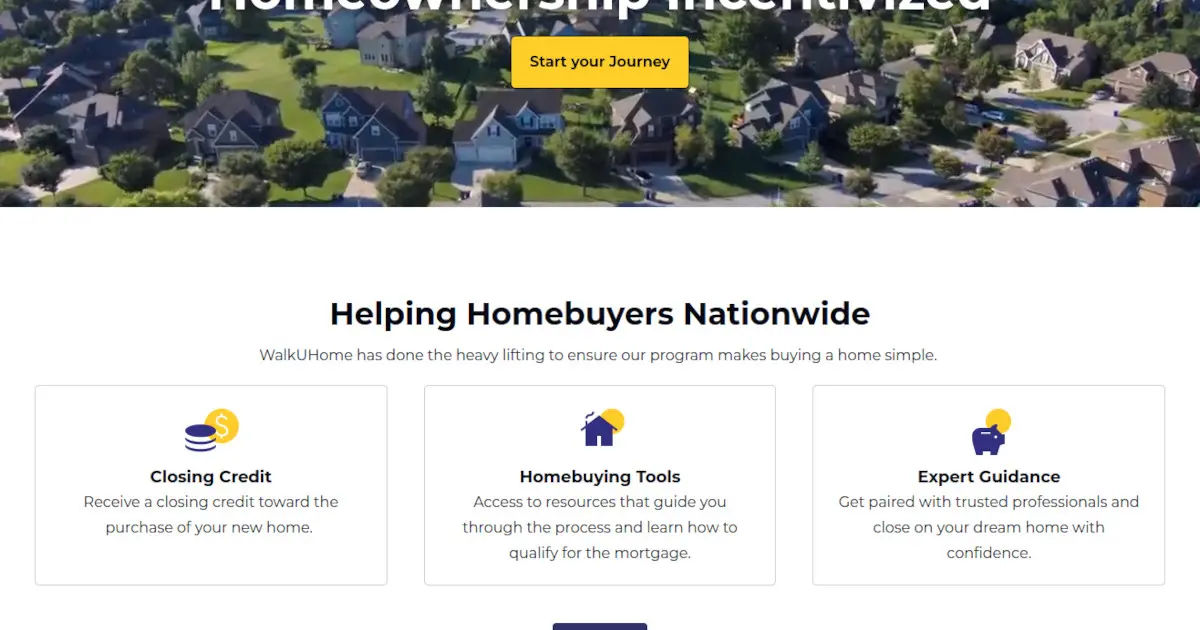 Homeownership Incentivized
Start your Journey
Helping Homebuyers Nationwide
WalkUHome has done the heavy lifting to ensure our program makes buying a home simple.
$
Closing Credit
Receive a closing credit toward the
purchase of your new home.
Homebuying Tools
Access to resources that guide you
through the process and learn how to
qualify for the mortgage.
Expert Guidance
Get paired with trusted professionals and
close on your dream home with
confidence.